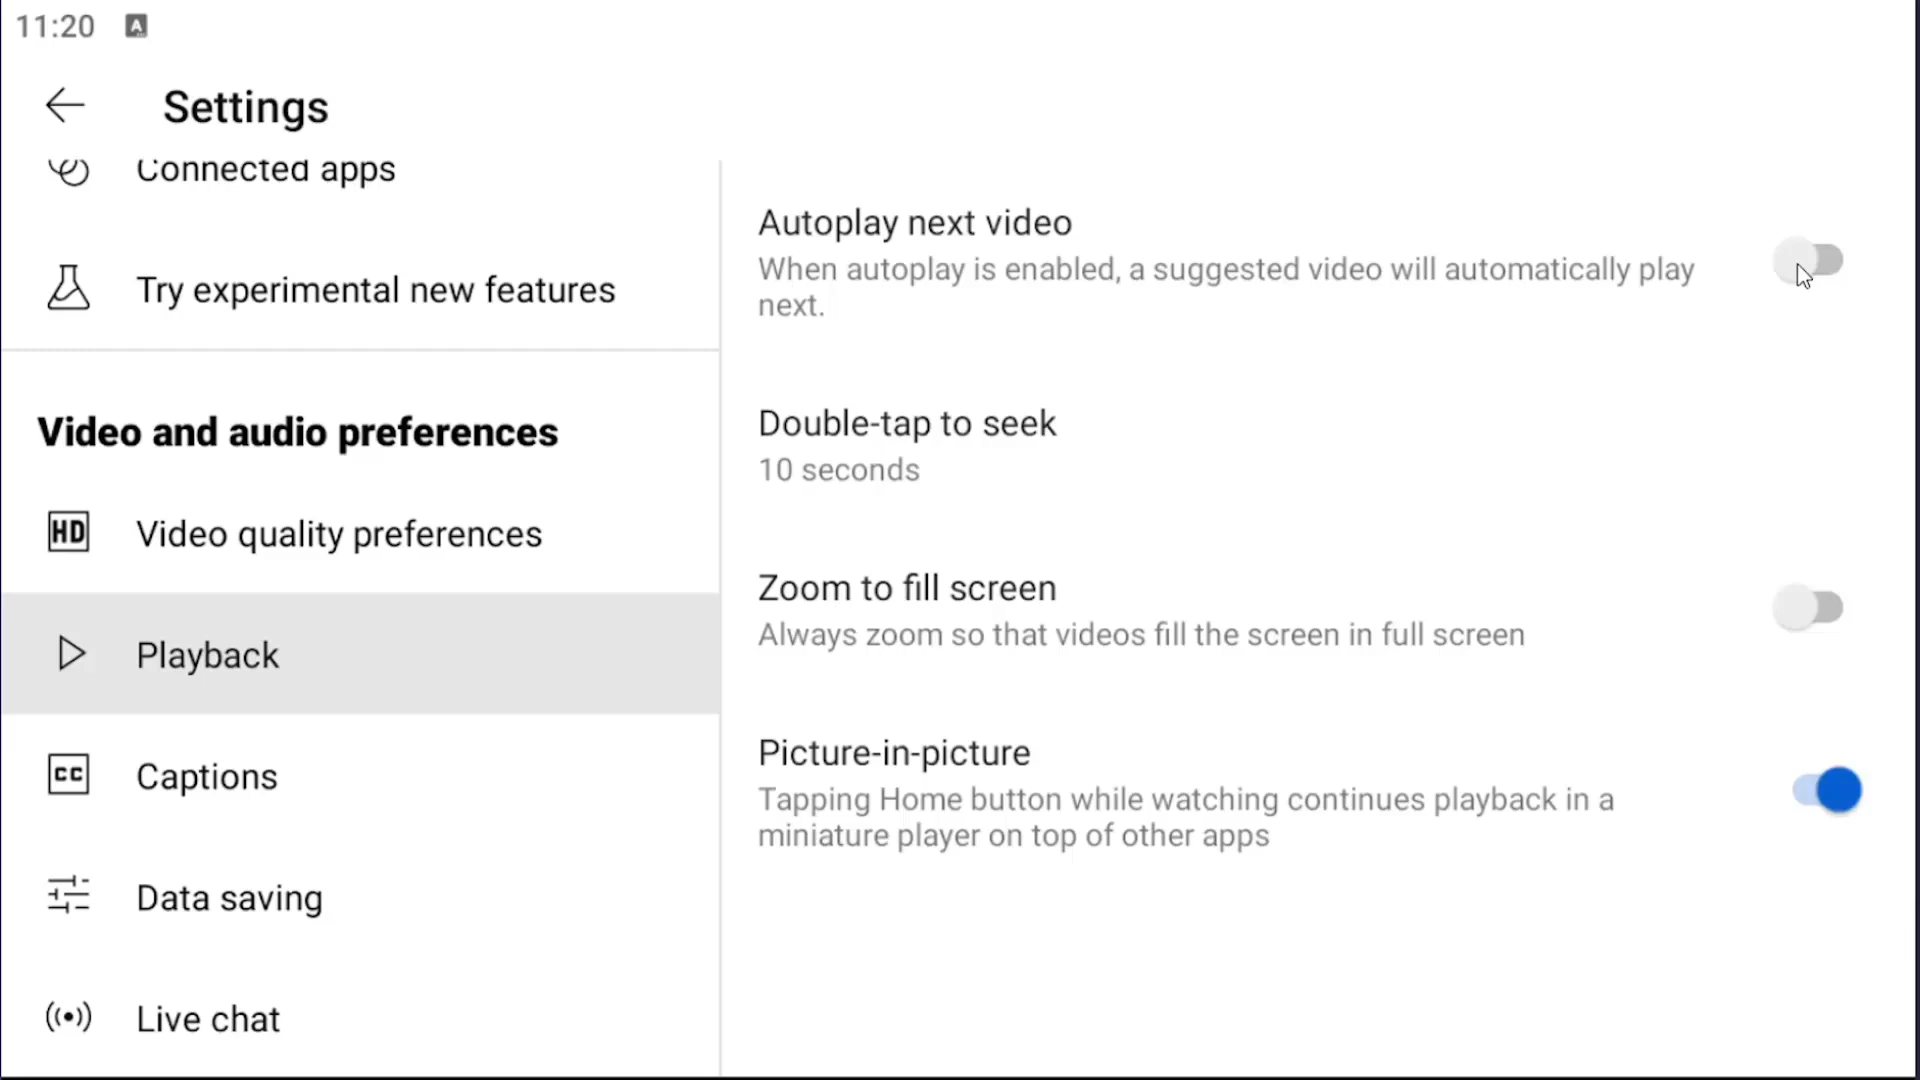 11:20 A
Settings
Connected apps
Try experimental new features
Video and audio preferences
HD Video quality preferences
Playback
CC Captions
Data saving
Live chat
Autoplay next video
When autoplay is enabled, a suggested video will automatically play
next.
Double-tap to seek
10 seconds
Zoom to fill screen
Always zoom so that videos fill the screen in full screen
Picture-in-picture
Tapping Home button while watching continues playback in a
miniature player on top of other apps